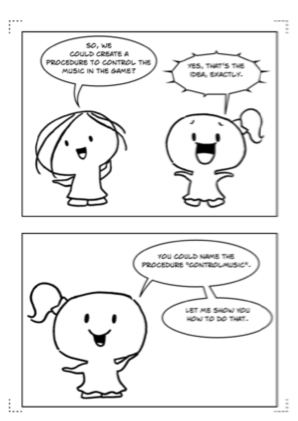 SO, WE
COULD CREATE A
PROCEDURE TO CONTROL THE
MUSIC IN THE GAME?
YES, THAT'S THE
IDEA, EXACTLY.
YOU COULD NAME THE
PROCEDURE "CONTROLMUSIC".
LET ME SHOW YOU
HOW TO DO THAT.